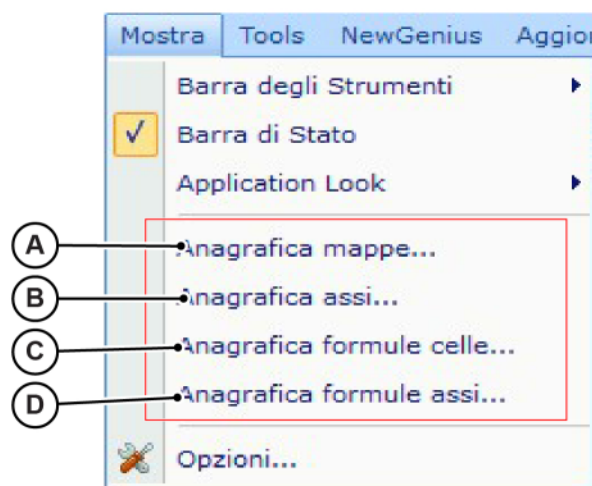 Mostra Tools NewGenius Aggior
Barra degli Strumenti
Barra di Stato
Application Look
A Anagrafica mappe...
B Anagrafica assi...
C Anagrafica formule celle...
D Anagrafica formule assi...
Opzioni...